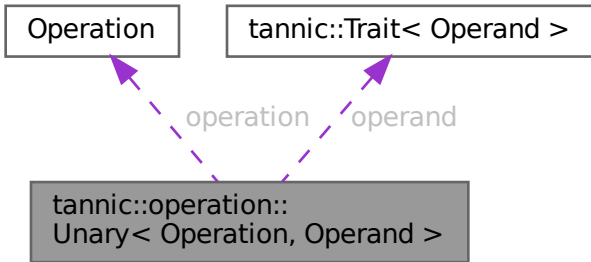 Operation
tannic::Trait< Operand >
operation
operand
tannic::operation::
Unary< Operation, Operand >